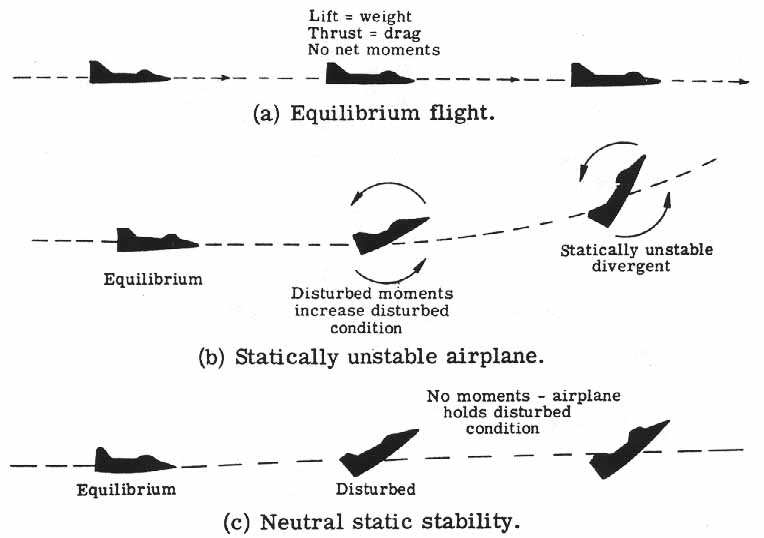 Lift = weight
Thrust = drag
No net moments
(a) Equilibrium flight.
Equilibrium
Disturbed moments
increase disturbed
condition
Statically unstable
divergent
(b) Statically unstable airplane.
No moments - airplane
holds disturbed
condition
Equilibrium
Disturbed
(c) Neutral static stability.